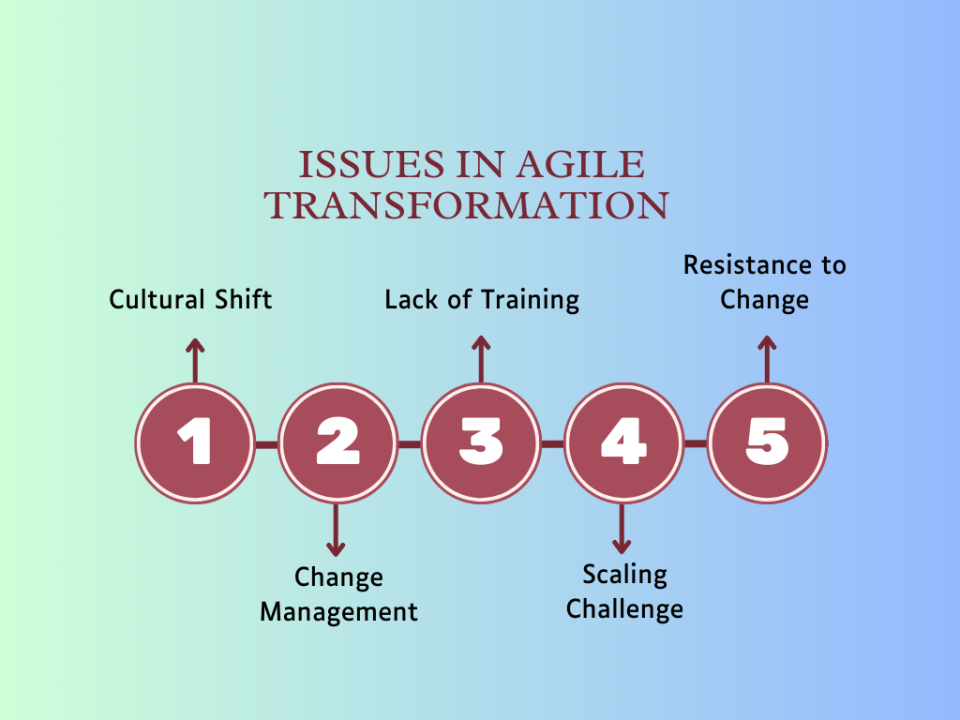 ISSUES IN AGILE
TRANSFORMATION
Cultural Shift
Lack of Training
Resistance to
Change
1
2
3
4
5
Change
Management
Scaling
Challenge